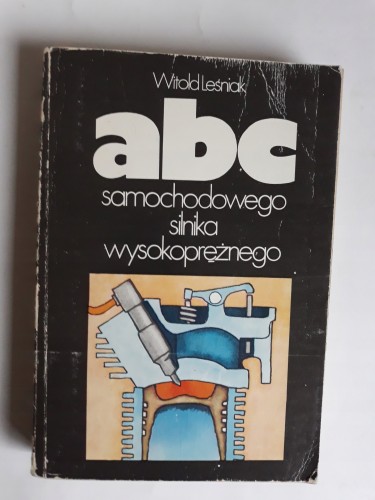 Witold Leśniak
abc
samochodowego
silnika
wysokoprężnego